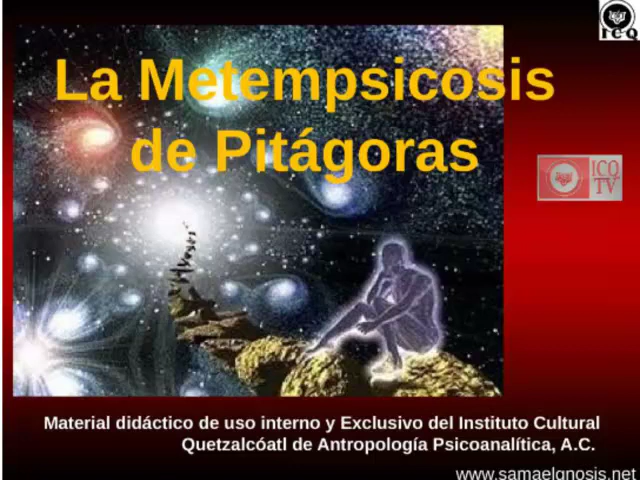 I C Q
La Metempsicosis
de Pitágoras
ICQ
TV
Material didáctico de uso interno y Exclusivo del Instituto Cultural
Quetzalcóatl de Antropología Psicoanalítica, A.C.
www.samaelgnosis.net